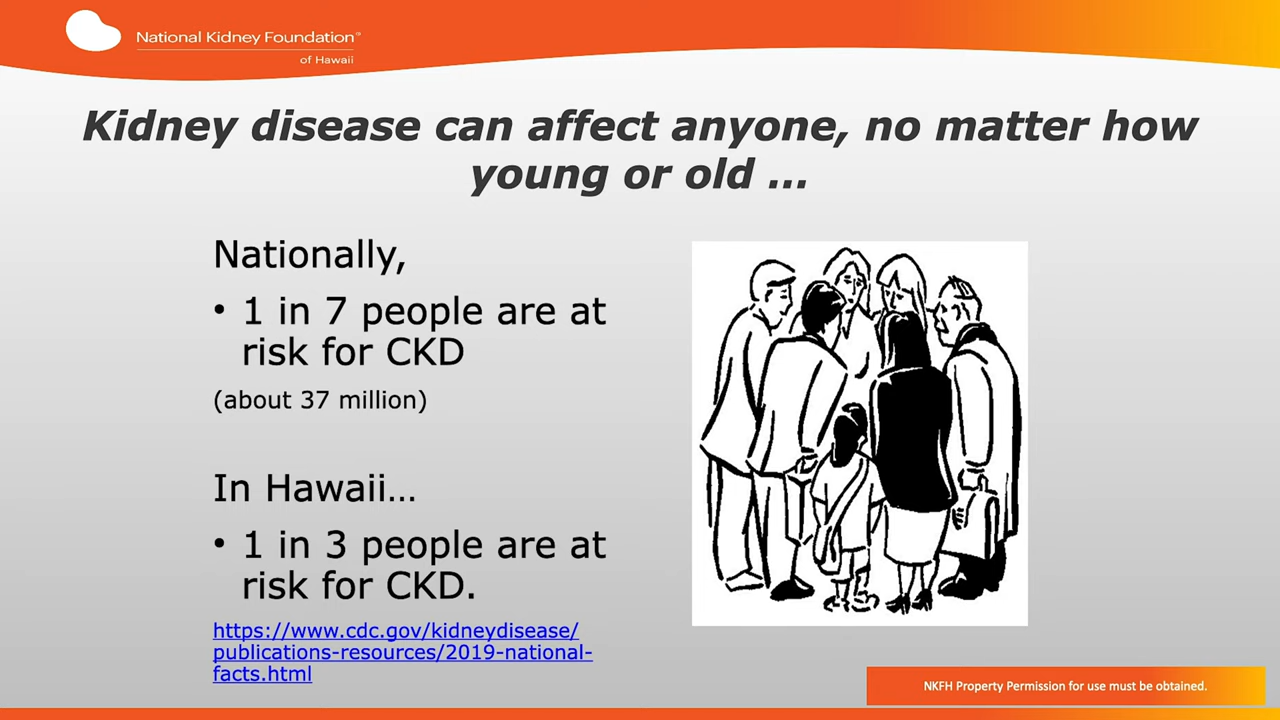 National Kidney Foundation™
of Hawaii
Kidney disease can affect anyone, no matter how
young or old ...
Nationally,
• 1 in 7 people are at
risk for CKD
(about 37 million)
In Hawaii…
• 1 in 3 people are at
risk for CKD.
https://www.cdc.gov/kidneydisease/
publications-resources/2019-national-
facts.html
NKFH Property Permission for use must be obtained.